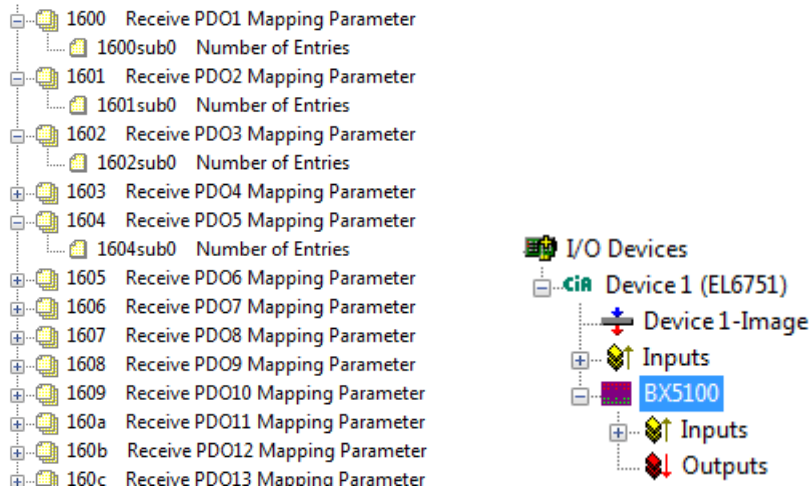 1600 Receive PDO1 Mapping Parameter
1600sub0 Number of Entries
1601 Receive PDO2 Mapping Parameter
1601sub0 Number of Entries
1602 Receive PDO3 Mapping Parameter
1602sub0 Number of Entries
1603 Receive PDO4 Mapping Parameter
1604 Receive PDO5 Mapping Parameter
1604sub0 Number of Entries
1605 Receive PDO6 Mapping Parameter
1606 Receive PDO7 Mapping Parameter
1607 Receive PDO8 Mapping Parameter
1608 Receive PDO9 Mapping Parameter
1609 Receive PDO10 Mapping Parameter
160a Receive PDO11 Mapping Parameter
160b Receive PDO12 Mapping Parameter
160c Receive PDO13 Mapping Parameter
I/O Devices
CiA Device 1 (EL6751)
Device 1-Image
Inputs
BX5100
Inputs
Outputs